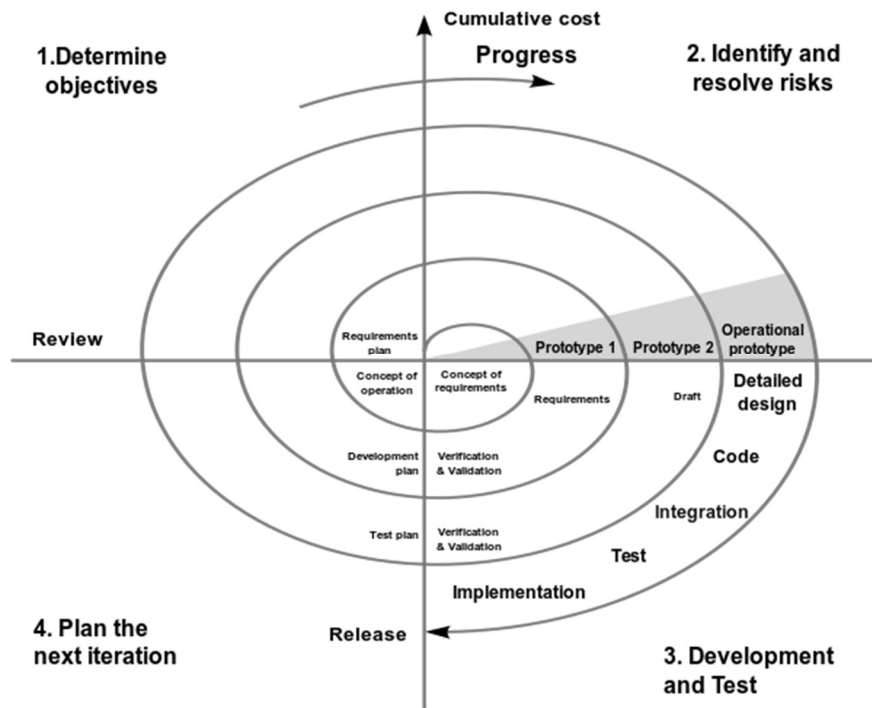 Cumulative cost
1.Determine
objectives
Progress
2. Identify and
resolve risks
Review
Requirements
plan
Prototype 1
Prototype 2
Operational
prototype
Concept of
operation
Concept of
requirements
Requirements
Draft
Detailed
design
Development
plan
Verification
& Validation
Code
Test plan
Verification
& Validation
Integration
Test
Implementation
4. Plan the
next iteration
Release
3. Development
and Test